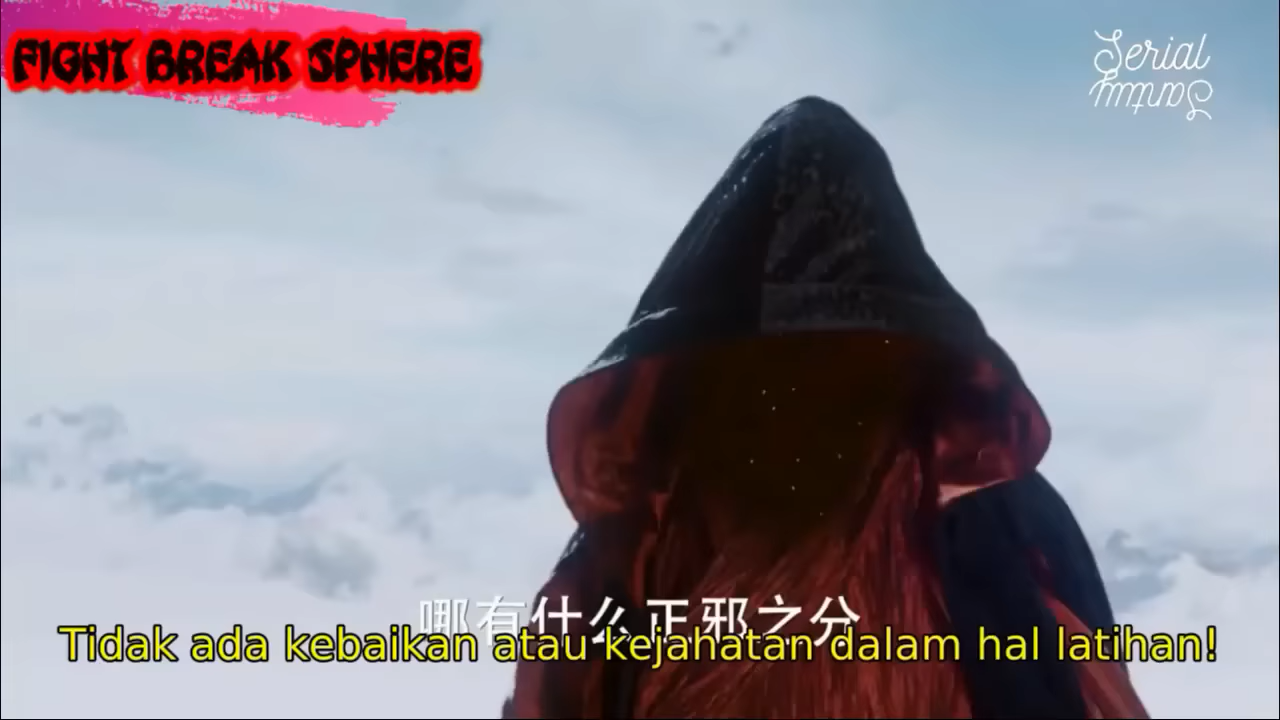 FIGHT BREAK SPHERE
Serial
Santuy
哪有什么正邪之分
Tidak ada kebaikan atau kejahatan dalam hal latihan!